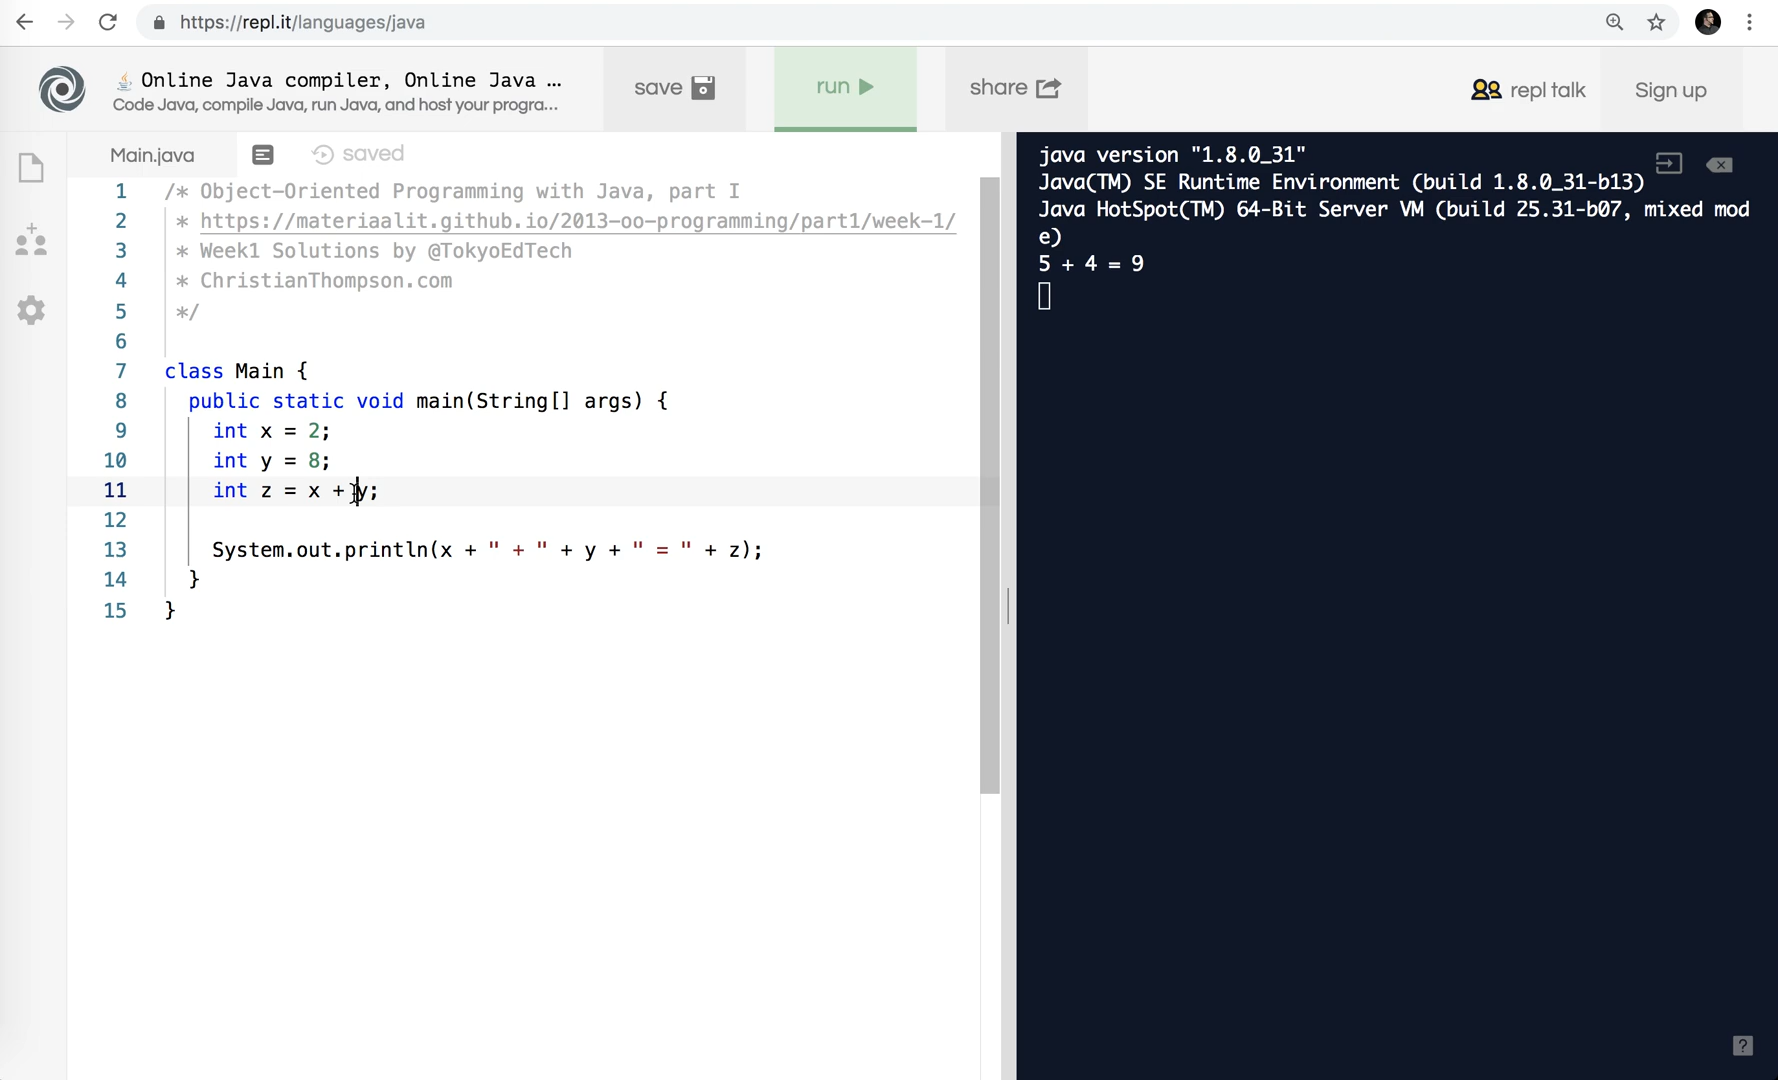 https://repl.it/languages/java
Online Java compiler, Online Java ...
Code Java, compile Java, run Java, and host your progra...
save
run
share
repl talk
Sign up
Main.java
saved
1 /* Object-Oriented Programming with Java, part I
2 * https://materiaalit.github.io/2013-oo-programming/part1/week-1/
3 * Week1 Solutions by @TokyoEdTech
4 * ChristianThompson.com
5 */
6
7 class Main {
8 public static void main(String[] args) {
9 int x = 2;
10 int y = 8;
11 int z = x + y;
12
13 System.out.println(x + " + " + y + " = " + z);
14 }
15 }
java version "1.8.0_31"
Java(TM) SE Runtime Environment (build 1.8.0_31-b13)
Java HotSpot(TM) 64-Bit Server VM (build 25.31-b07, mixed mod
e)
5 + 4 = 9
?